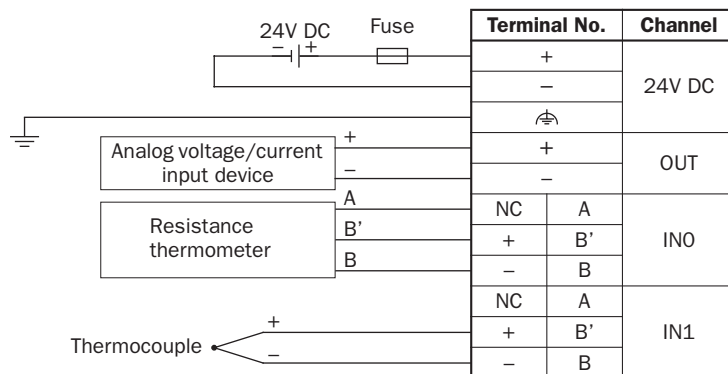 24V DC
Fuse
Terminal No. Channel
− + + 24V DC
−
+ + OUT
Analog voltage/current
input device
− −
A NC A IN0
Resistance
thermometer
B' + B'
B − B
NC A IN1
+ + B'
Thermocouple
− − B